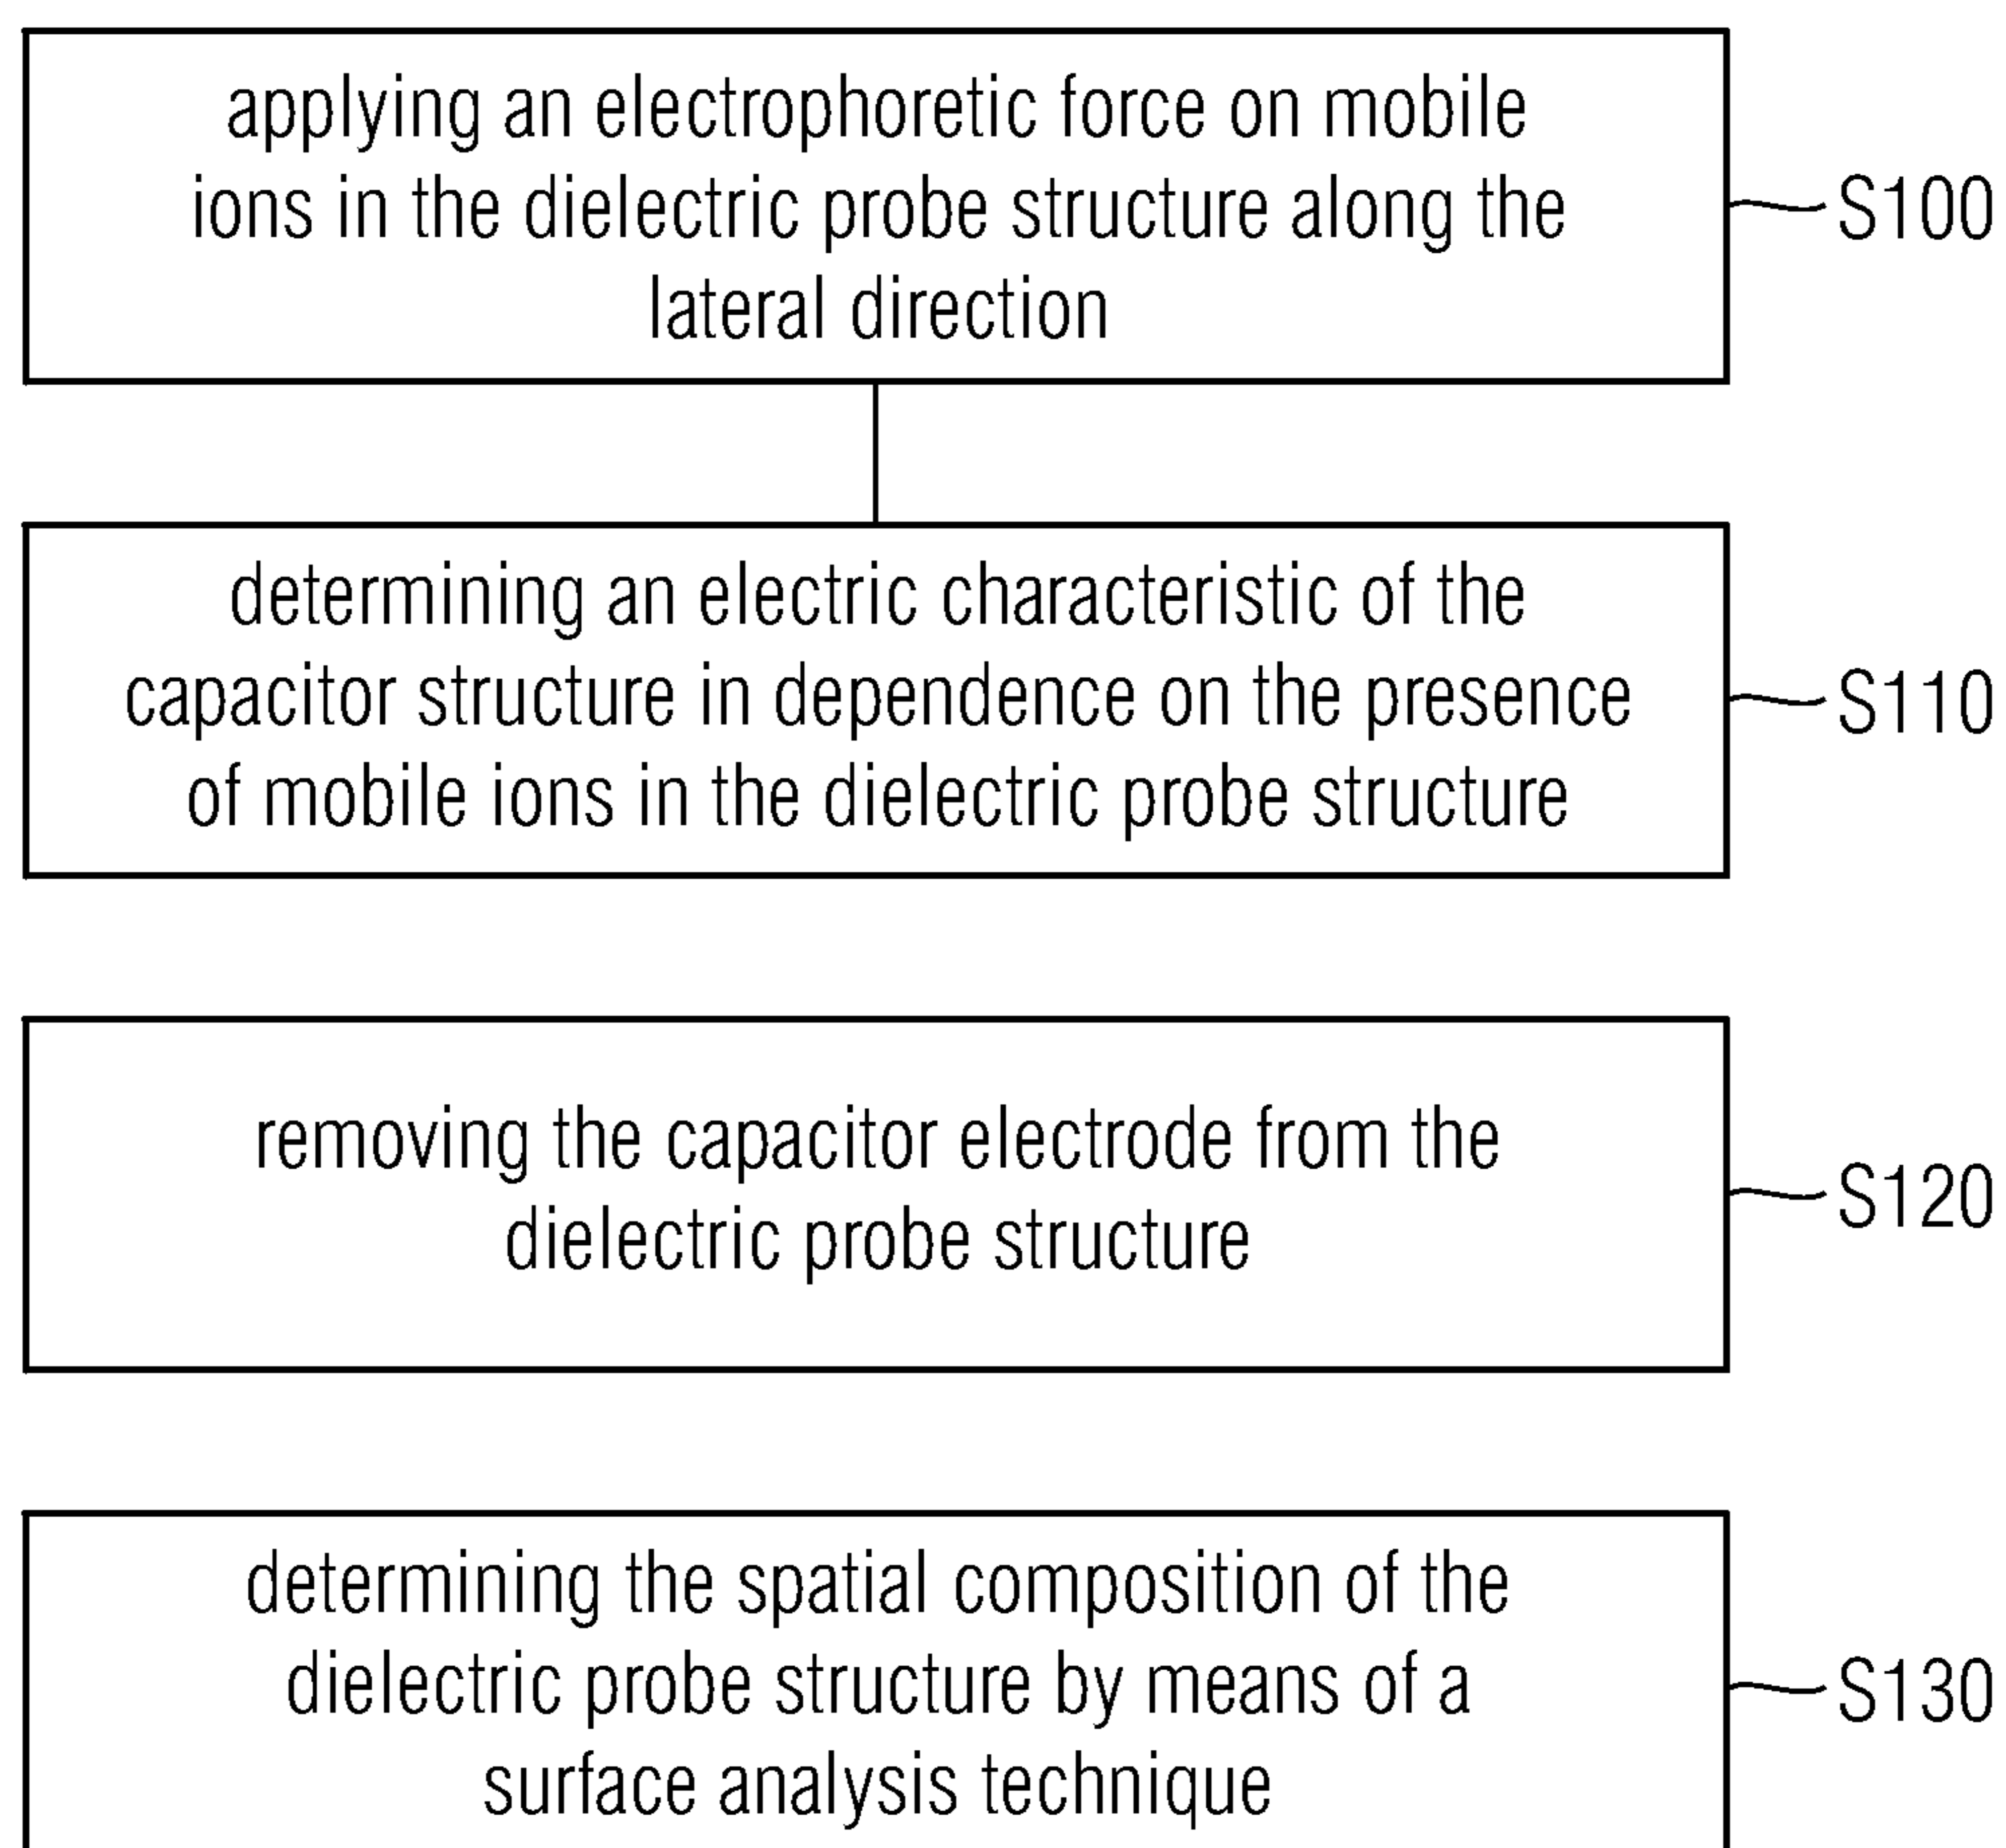 applying an electrophoretic force on mobile
ions in the dielectric probe structure along the
lateral direction
S100
determining an electric characteristic of the
capacitor structure in dependence on the presence
of mobile ions in the dielectric probe structure
S110
removing the capacitor electrode from the
dielectric probe structure
S120
determining the spatial composition of the
dielectric probe structure by means of a
surface analysis technique
S130